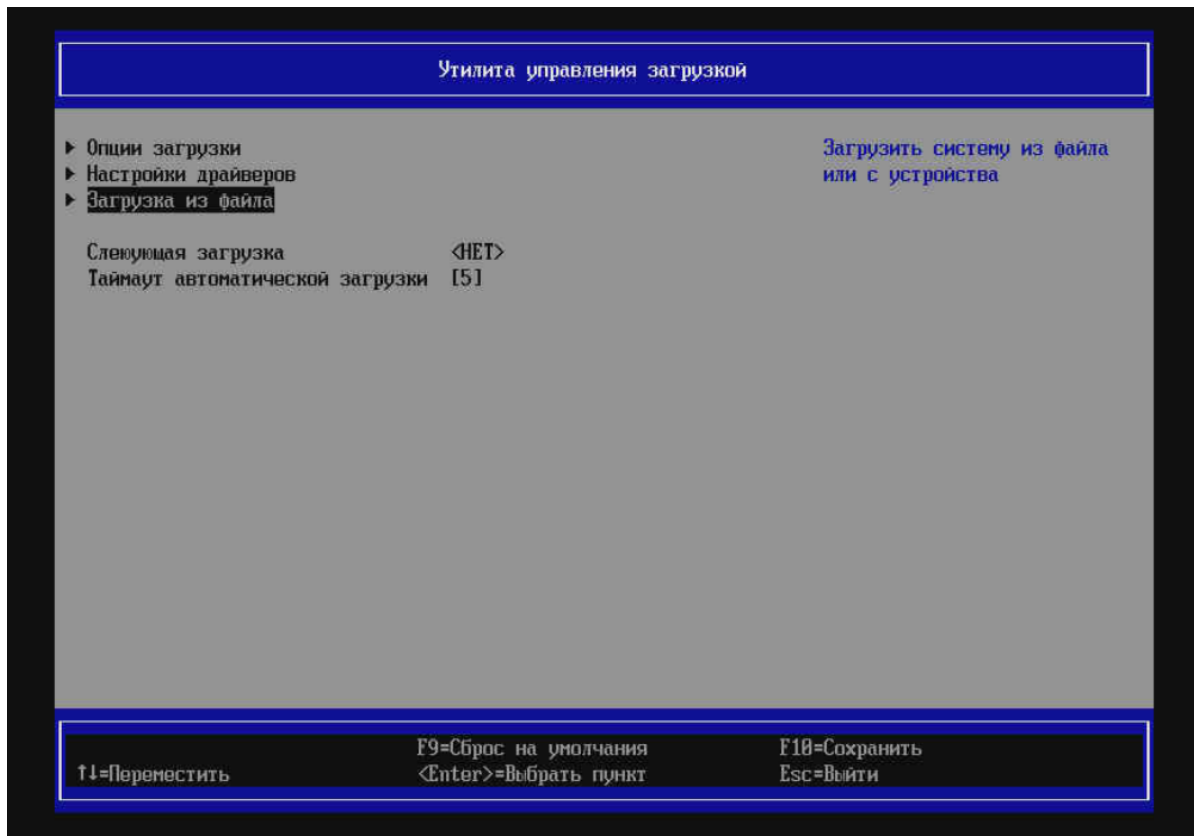 Утилита управления загрузкой
▶ Опции загрузки
▶ Настройки драйверов
▶ Загрузка из файла
Загрузить систему из файла
или с устройства
Слеюующая загрузка <НЕТ>
Таймаут автоматической загрузки [5]
F9=Сброс на умолчания F10=Сохранить
↑↓=Переместить <Enter>=Выбрать пункт Esc=Выйти